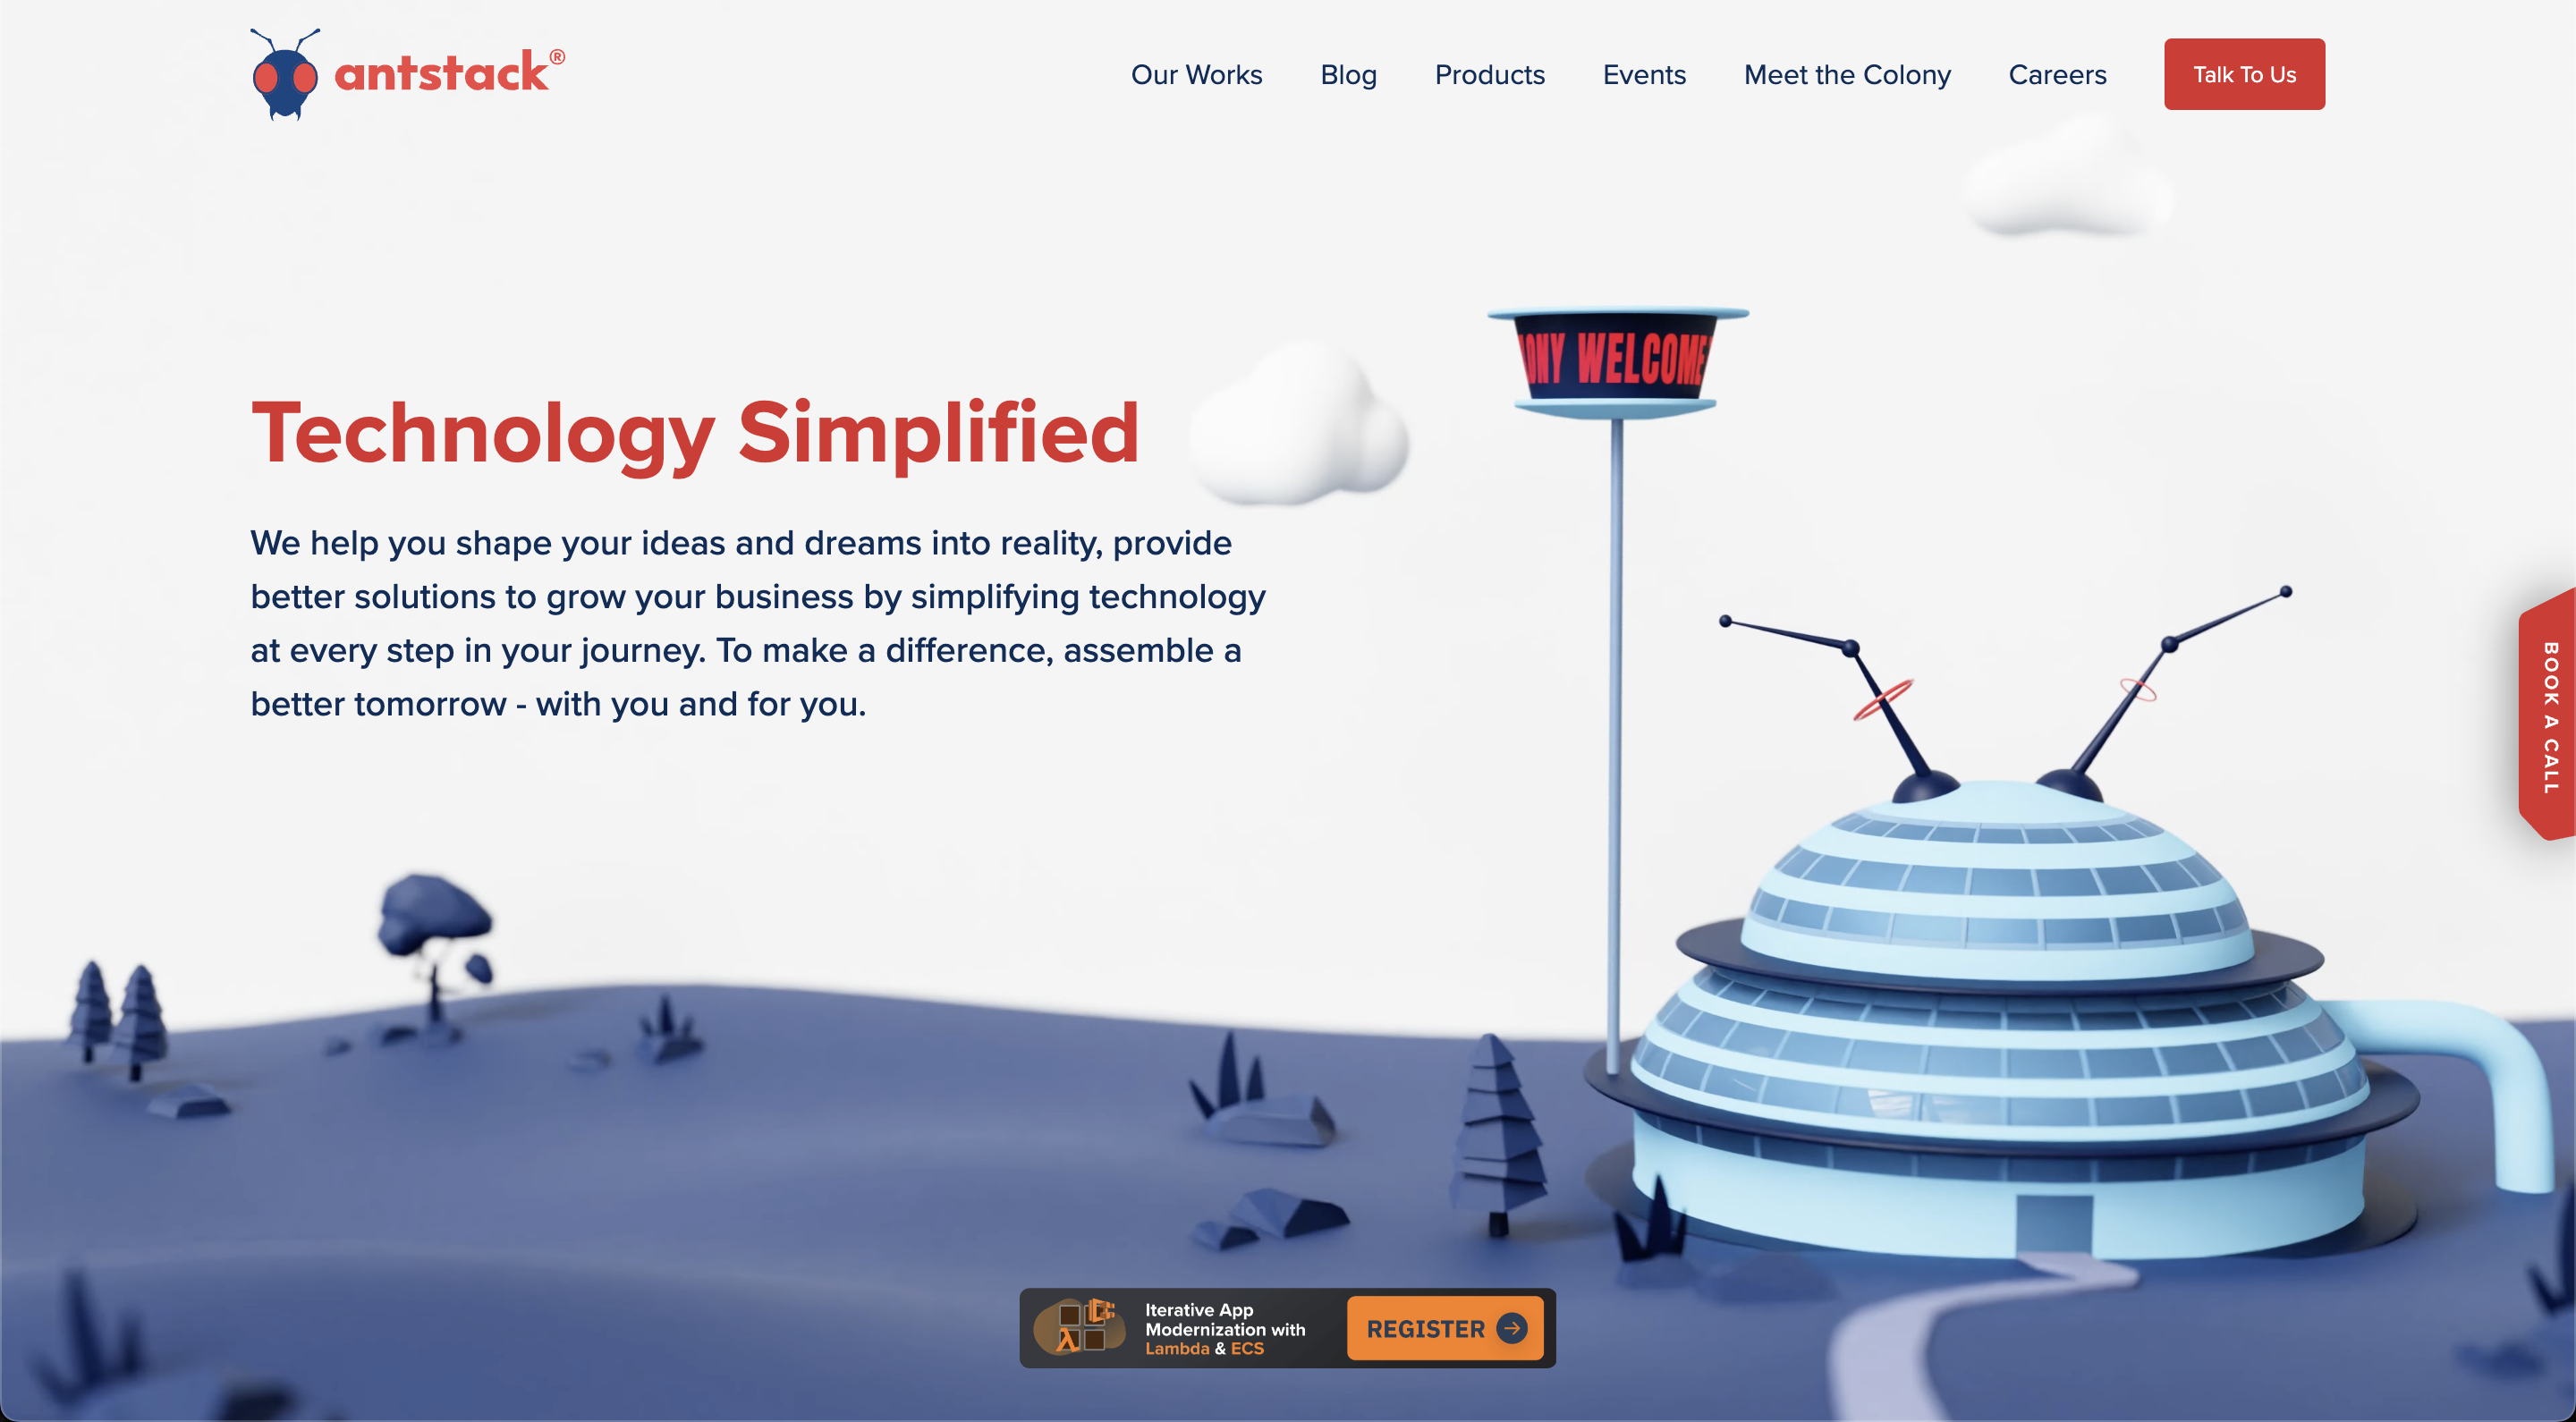 antstack®
Our Works
Blog
Products
Events
Meet the Colony
Careers
Talk To Us
WELCOME
Technology Simplified
We help you shape your ideas and dreams into reality, provide
better solutions to grow your business by simplifying technology
at every step in your journey. To make a difference, assemble a
better tomorrow - with you and for you.
BOOK A CALL
Iterative App
Modernization with
Lambda & ECS
REGISTER